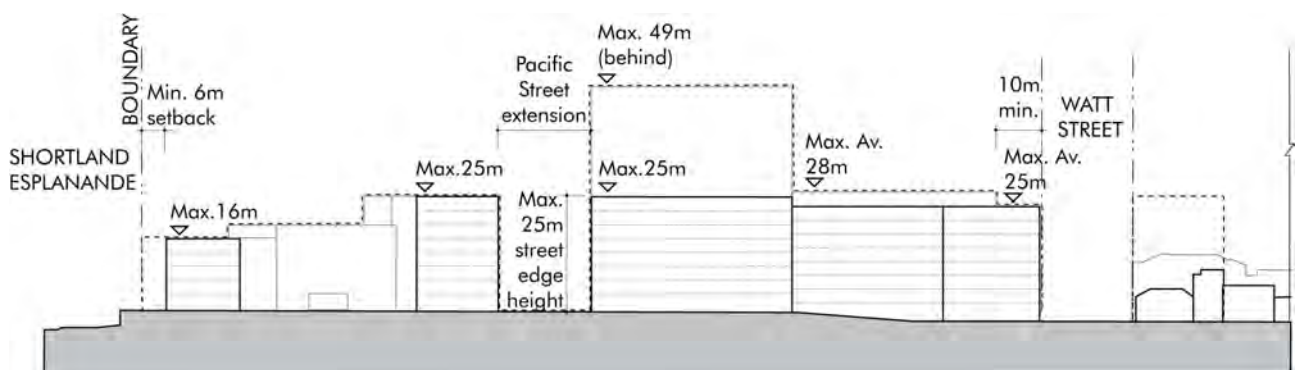 BOUNDARY
Min. 6m
setback
SHORTLAND
ESPLANANDE
Max.16m
Max.25m
Pacific
Street
extension
Max.
25m
street
edge
height
Max. 49m
(behind)
Max.25m
Max. Av.
28m
10m
min.
WATT
STREET
Max. Av.
25m